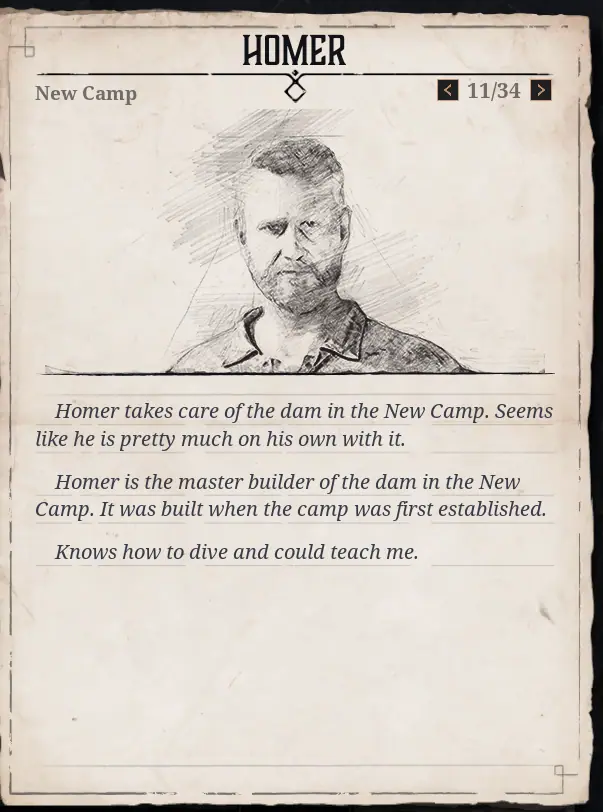 HOMER
New Camp
< 11/34 >
Homer takes care of the dam in the New Camp. Seems
like he is pretty much on his own with it.
Homer is the master builder of the dam in the New
Camp. It was built when the camp was first established.
Knows how to dive and could teach me.